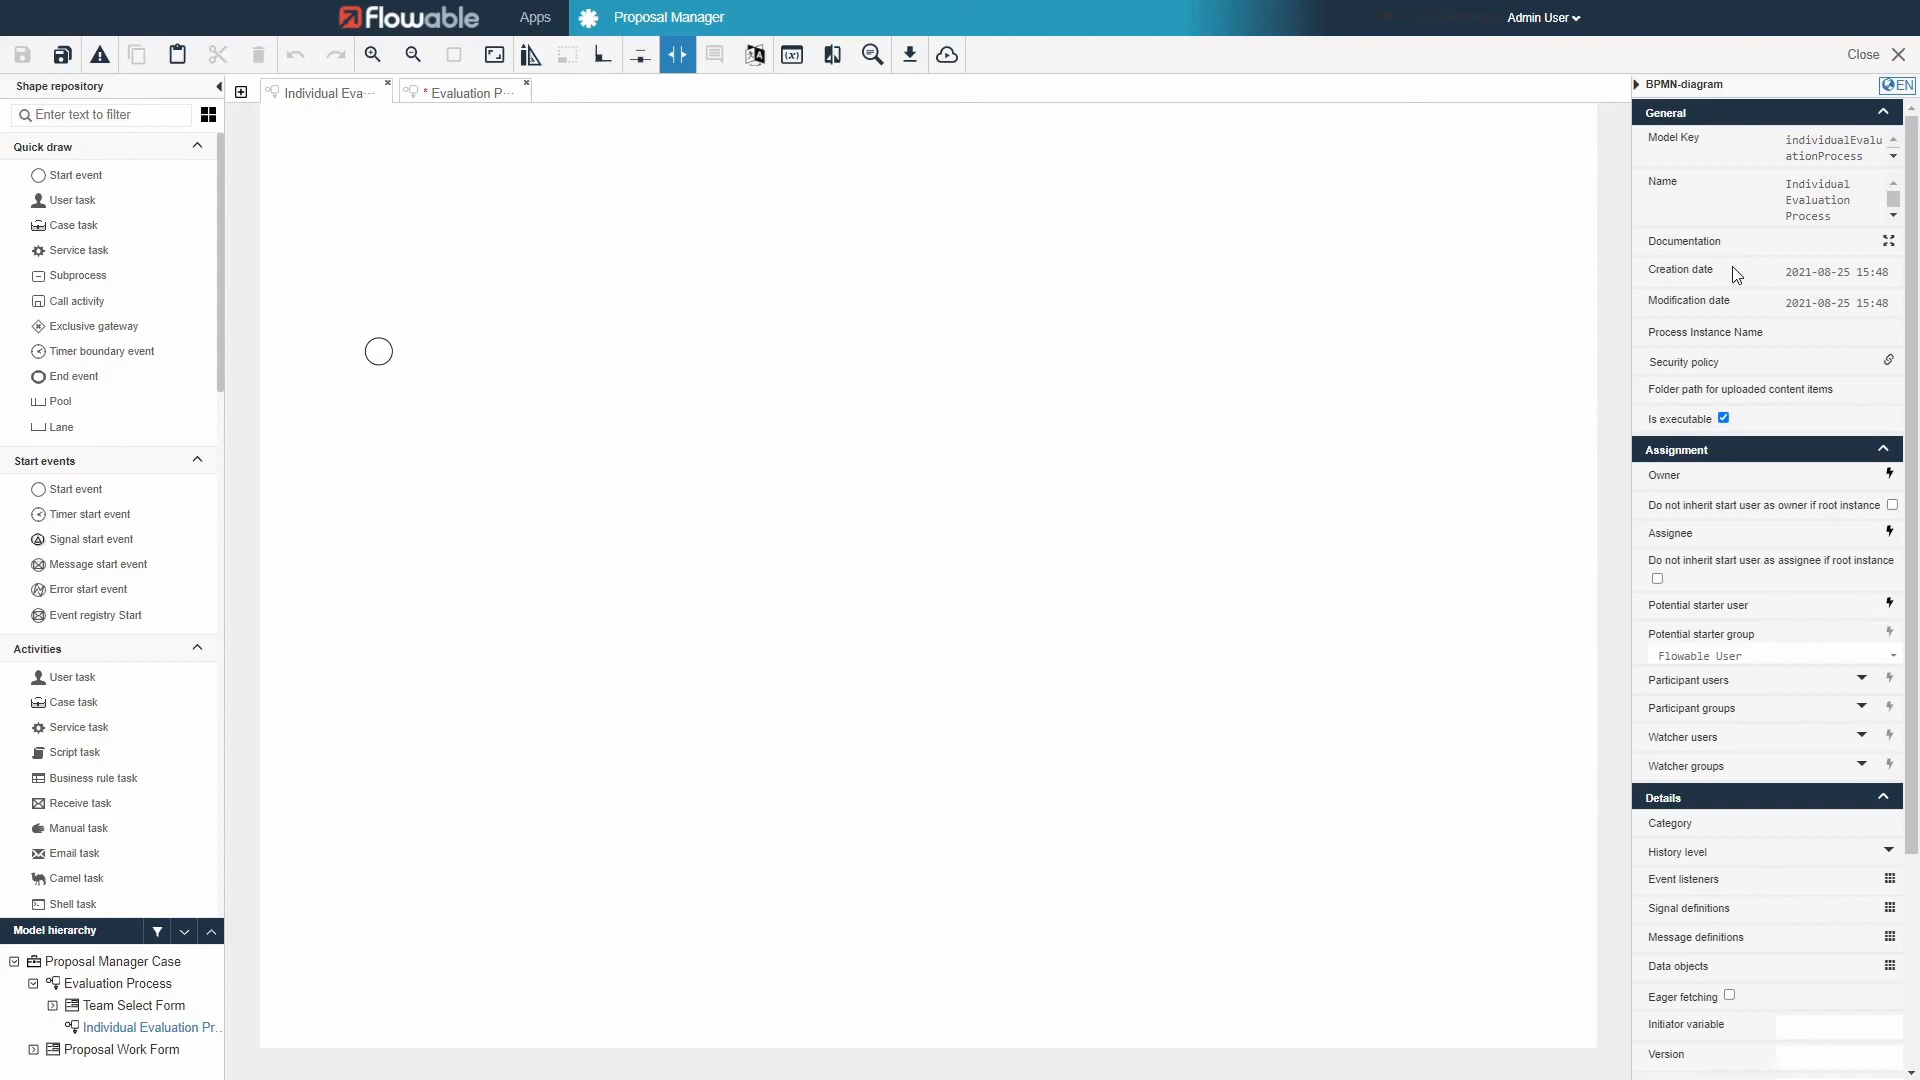 Flowable
Apps
Proposal Manager
Admin User
Close
Shape repository
Individual Eva···
* Evaluation P···
BPMN-diagram
EN
Enter text to filter
General
Quick draw
Model Key
individualEvalu
ationProcess
Start event
User task
Name
Individual
Evaluation
Process
Case task
Service task
Documentation
Subprocess
Creation date
2021-08-25 15:48
Call activity
Modification date
2021-08-25 15:48
Exclusive gateway
Process Instance Name
Timer boundary event
Security policy
End event
Folder path for uploaded content items
Pool
Is executable
Lane
Assignment
Start events
Owner
Start event
Do not inherit start user as owner if root instance
Timer start event
Assignee
Signal start event
Do not inherit start user as assignee if root instance
Message start event
Error start event
Potential starter user
Event registry Start
Potential starter group
Activities
Flowable User
User task
Participant users
Case task
Participant groups
Service task
Watcher users
Script task
Watcher groups
Business rule task
Details
Receive task
Category
Manual task
Email task
History level
Camel task
Event listeners
Shell task
Signal definitions
Model hierarchy
Message definitions
Proposal Manager Case
Data objects
Evaluation Process
Eager fetching
Team Select Form
Initiator variable
Individual Evaluation Pr..
Proposal Work Form
Version